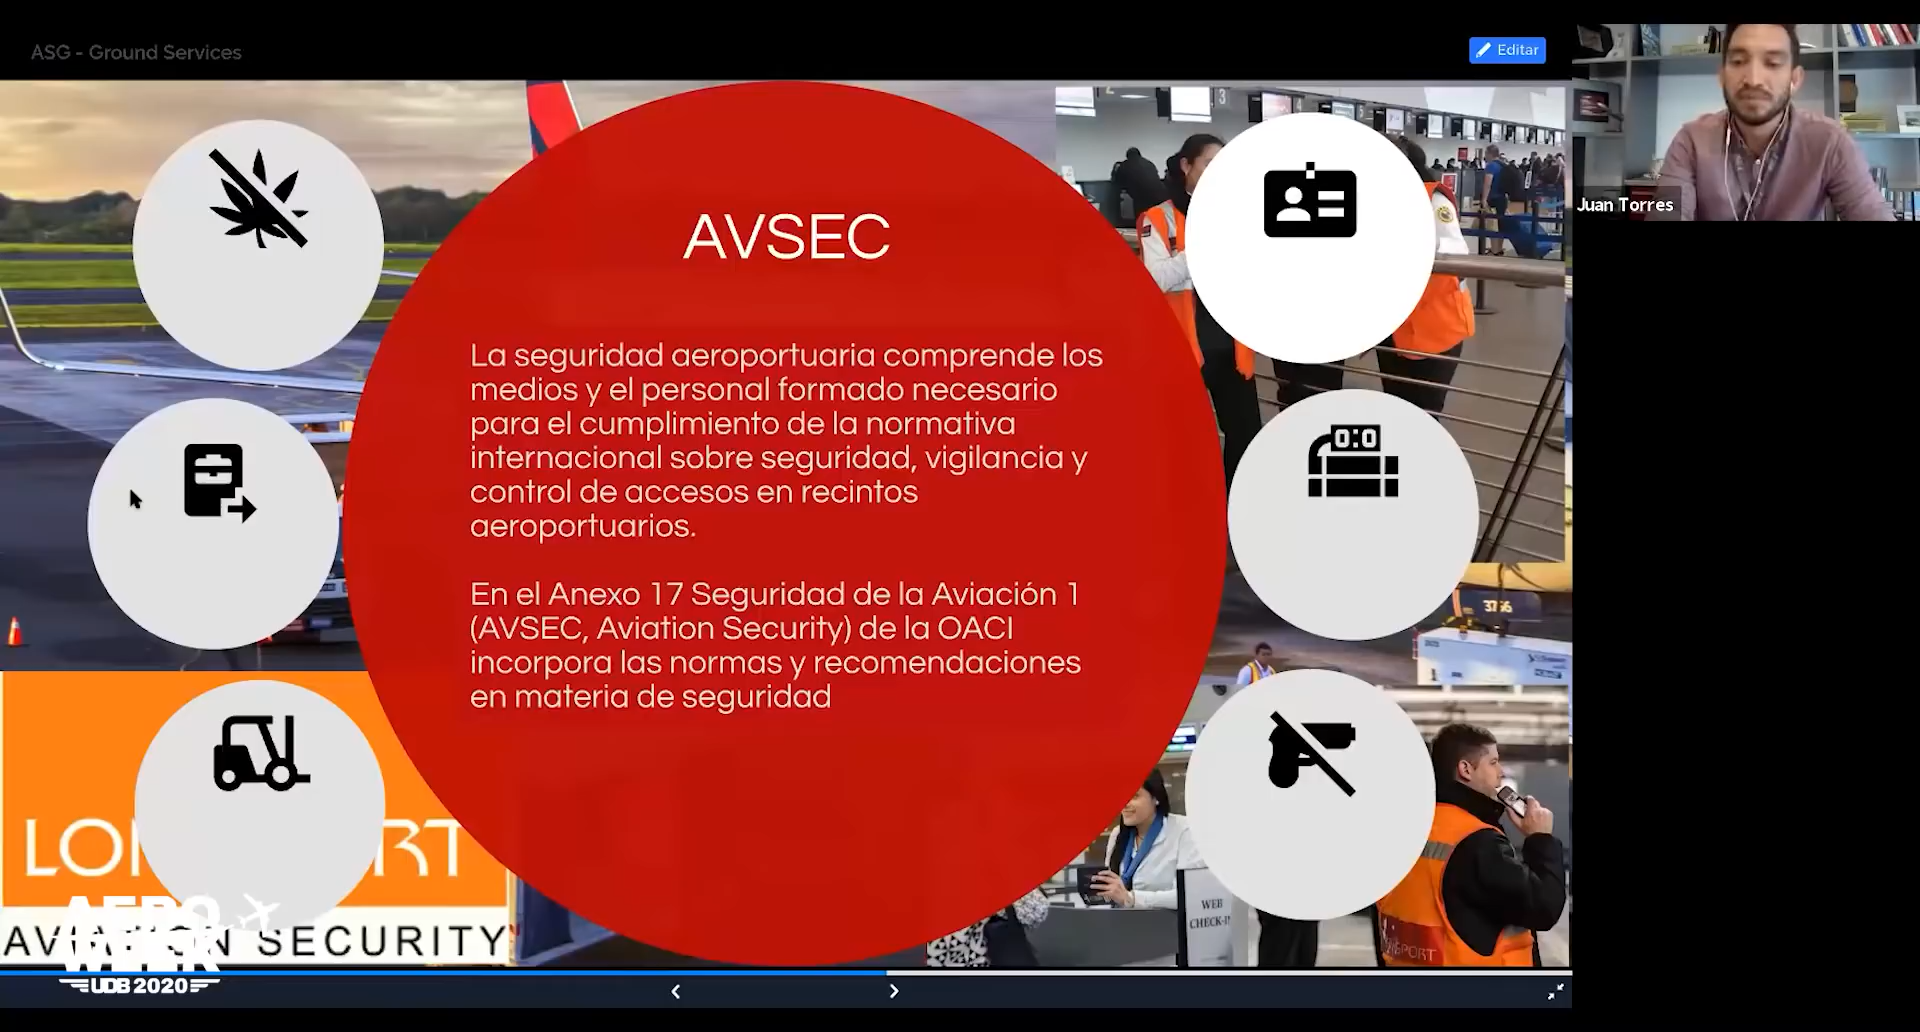 ASG - Ground Services
Editar
Juan Torres
3
AVSEC
La seguridad aeroportuaria comprende los
medios y el personal formado necesario
para el cumplimiento de la normativa
internacional sobre seguridad, vigilancia y
control de accesos en recintos
aeroportuarios.
En el Anexo 17 Seguridad de la Aviación 1
(AVSEC, Aviation Security) de la OACI
incorpora las normas y recomendaciones
en materia de seguridad
0:0
WEB
SECURITY
AERO
WEEK
UDB 2020